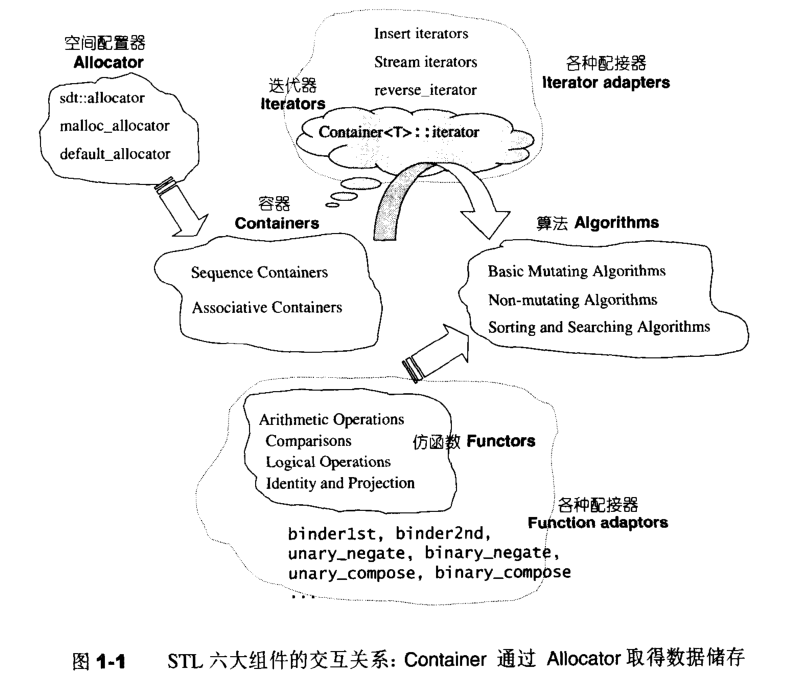 空间配置器
Allocator
sdt::allocator
malloc_allocator
default_allocator
迭代器
Iterators
Insert iterators
Stream iterators
reverse_iterator
Container<T>::iterator
各种配接器
Iterator adapters
容器
Containers
Sequence Containers
Associative Containers
算法 Algorithms
Basic Mutating Algorithms
Non-mutating Algorithms
Sorting and Searching Algorithms
Arithmetic Operations
Comparisons
Logical Operations
Identity and Projection
仿函数 Functors
各种配接器
Function adaptors
binder1st, binder2nd,
unary_negate, binary_negate,
unary_compose, binary_compose
...
图 1-1 STL 六大组件的交互关系: Container 通过 Allocator 取得数据储存